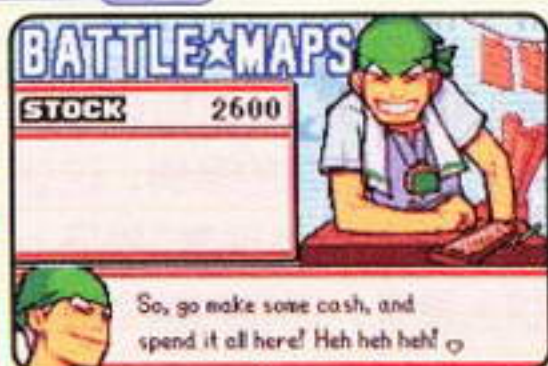 BATTLE★MAPS
STOCK 2600
So, go make some cash, and
spend it all here! Heh heh heh!